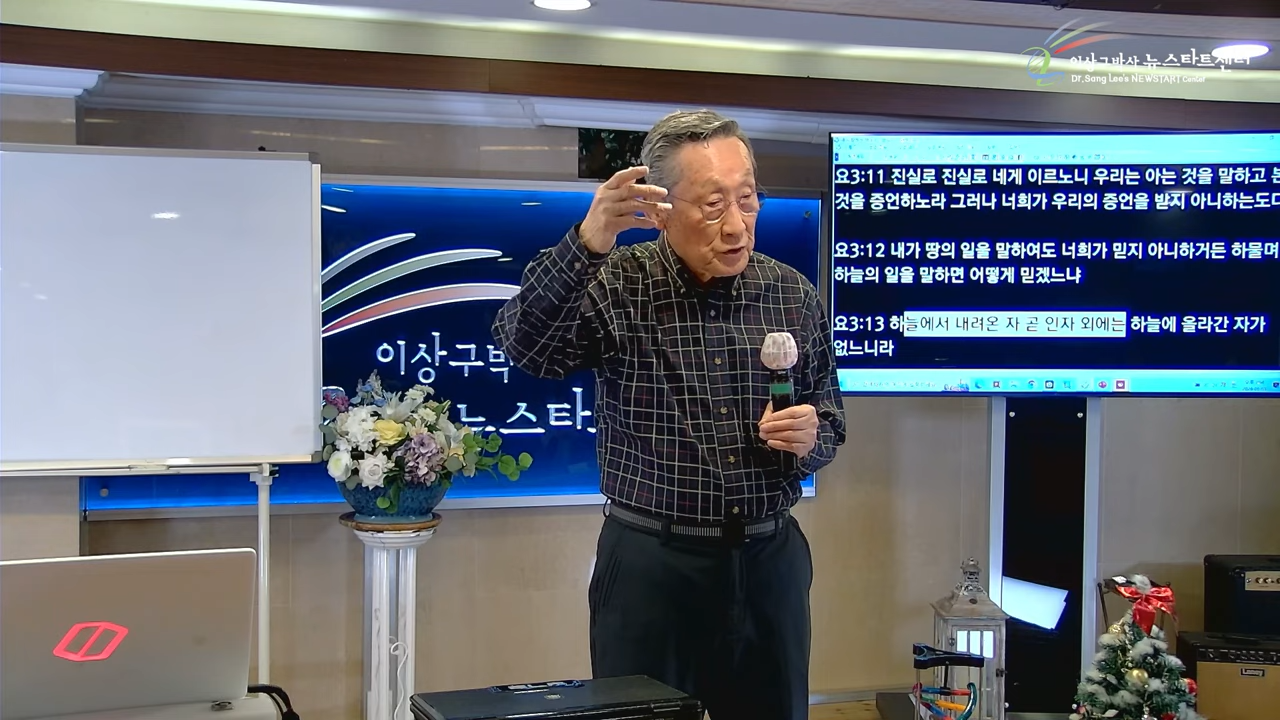 이상구박사 뉴스타트센터
Dr.Sang Lee's NEWSTART Center
요3:11 진실로 진실로 네게 이르노니 우리는 아는 것을 말하고 본
것을 증언하노라 그러나 너희가 우리의 증언을 받지 아니하는도다
요3:12 내가 땅의 일을 말하여도 너희가 믿지 아니하거든 하물며
하늘의 일을 말하면 어떻게 믿겠느냐
요3:13 하늘에서 내려온 자 곧 인자 외에는 하늘에 올라간 자가
없느니라
이상구박
뉴스타